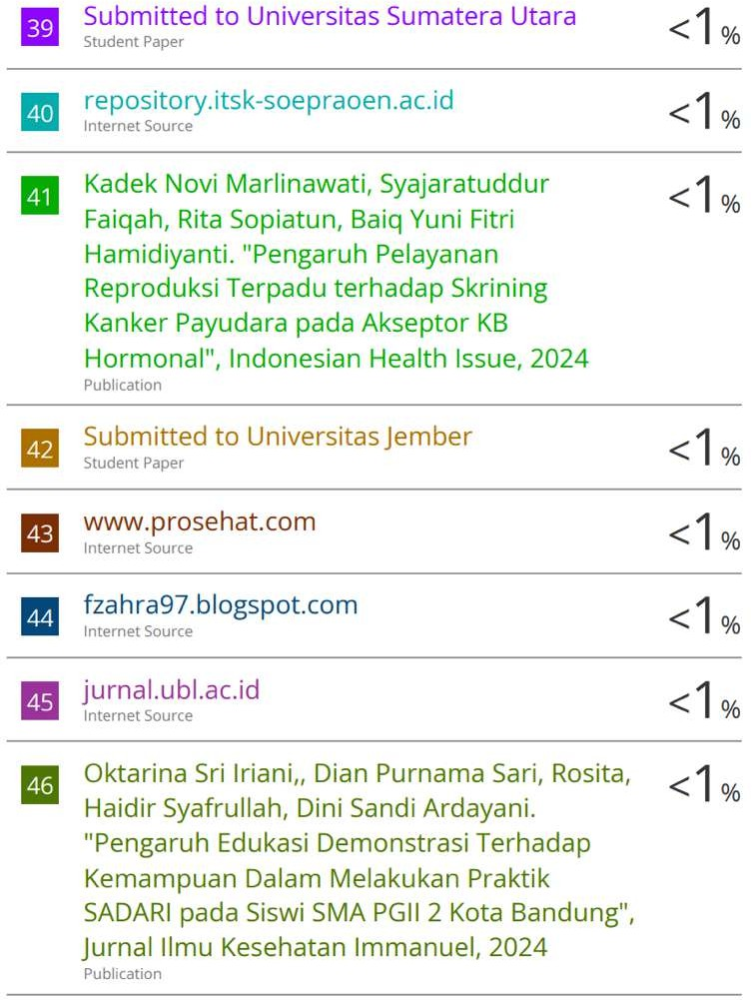 39 Submitted to Universitas Sumatera Utara <1%
Student Paper
40 repository.itsk-soepraoen.ac.id <1%
Internet Source
41 Kadek Novi Marlinawati, Syajaratuddur <1%
Faiqah, Rita Sopiatun, Baiq Yuni Fitri
Hamidiyanti. "Pengaruh Pelayanan
Reproduksi Terpadu terhadap Skrining
Kanker Payudara pada Akseptor KB
Hormonal", Indonesian Health Issue, 2024
Publication
42 Submitted to Universitas Jember <1%
Student Paper
43 www.prosehat.com <1%
Internet Source
44 fzahra97.blogspot.com <1%
Internet Source
45 jurnal.ubl.ac.id <1%
Internet Source
46 Oktarina Sri Iriani,, Dian Purnama Sari, Rosita, <1%
Haidir Syafrullah, Dini Sandi Ardayani.
"Pengaruh Edukasi Demonstrasi Terhadap
Kemampuan Dalam Melakukan Praktik
SADARI pada Siswi SMA PGII 2 Kota Bandung",
Jurnal Ilmu Kesehatan Immanuel, 2024
Publication